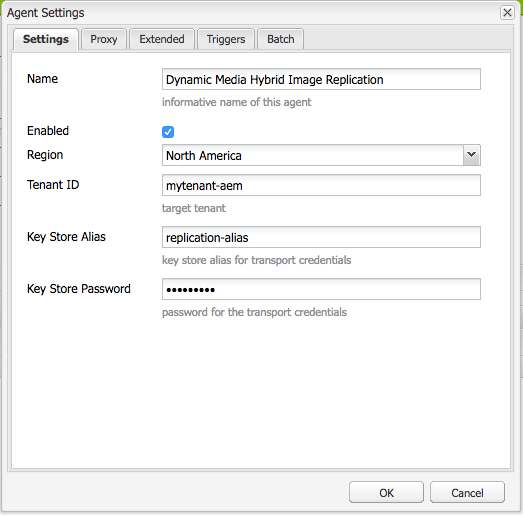 Agent Settings
Settings Proxy Extended Triggers Batch
Name Dynamic Media Hybrid Image Replication
informative name of this agent
Enabled
Region North America
Tenant ID mytenant-aem
target tenant
Key Store Alias replication-alias
key store alias for transport credentials
Key Store Password •••••••••
password for the transport credentials
OK Cancel